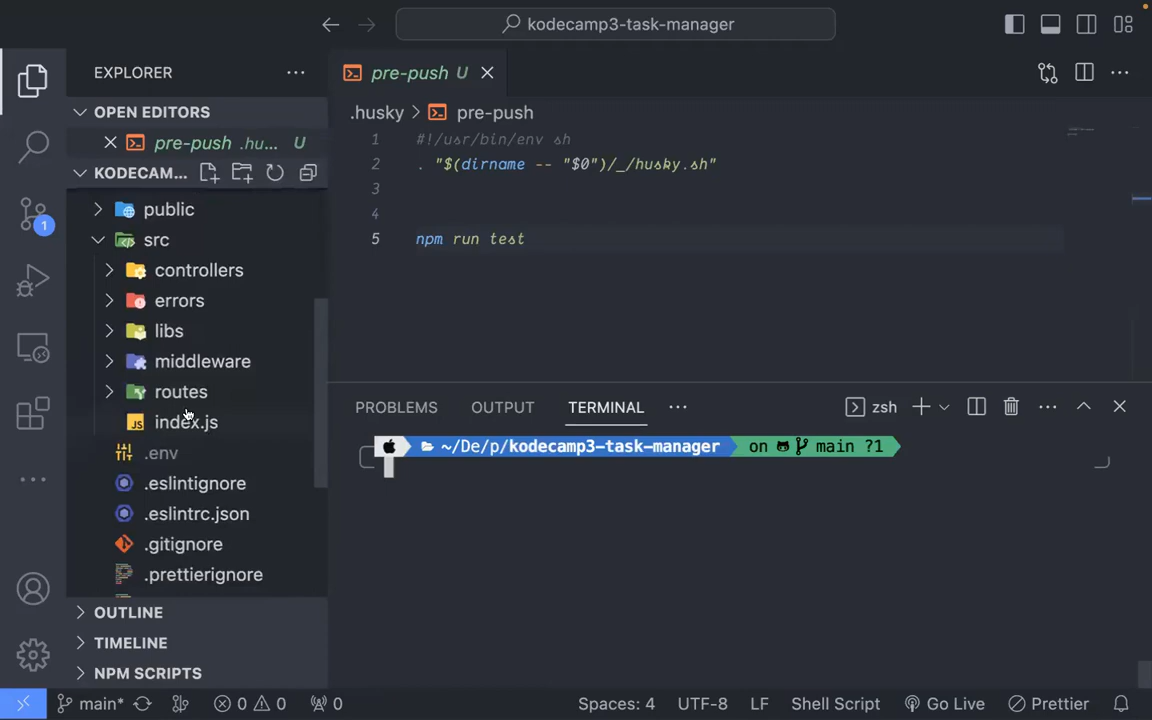 kodecamp3-task-manager
EXPLORER
pre-push U
OPEN EDITORS
pre-push .hu... U
KODECAM...
public
src
controllers
errors
libs
middleware
routes
index.js
.env
.eslintignore
.eslintrc.json
.gitignore
.prettierignore
OUTLINE
TIMELINE
NPM SCRIPTS
.husky > pre-push
1 #!/usr/bin/env sh
2 . "$(dirname -- "$0")/_/husky.sh"
3
4
5 npm run test
PROBLEMS OUTPUT TERMINAL zsh
~/De/p/kodecamp3-task-manager on main ?1
1
main* 0 0 0 Spaces: 4 UTF-8 LF Shell Script Go Live Prettier